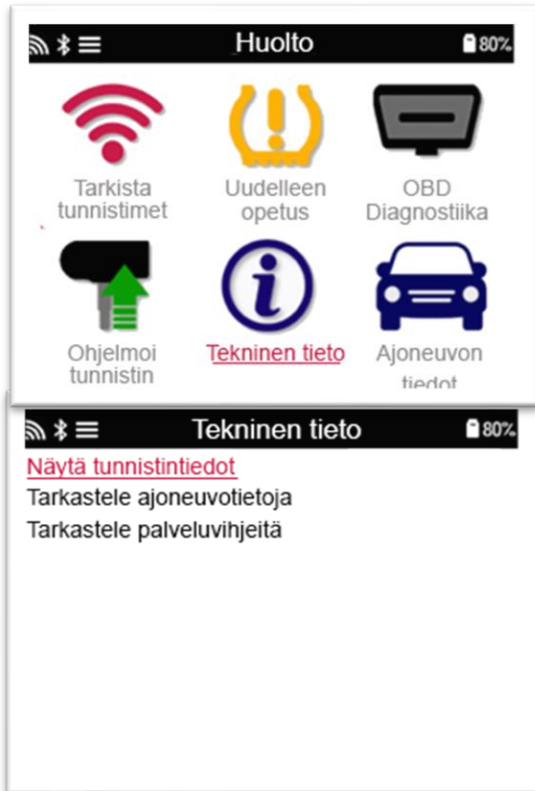 Huolto
80%
Tarkista
tunnistimet
Uudelleen
opetus
OBD
Diagnostiika
Ohjelmoi
tunnistin
Tekninen tieto
Ajoneuvon
tiedot
Tekninen tieto
80%
Näytä tunnistintiedot
Tarkastele ajoneuvotietoja
Tarkastele palveluvihjeitä